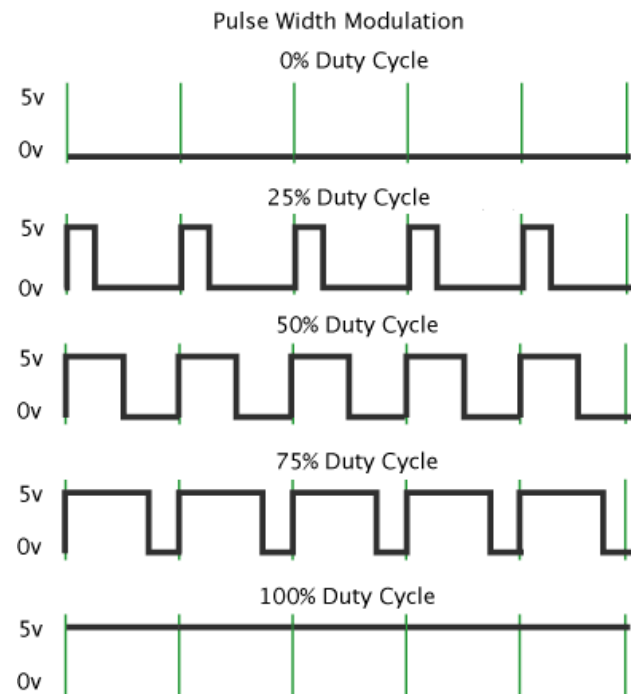 Pulse Width Modulation
0% Duty Cycle
5v
0v
25% Duty Cycle
5v
0v
50% Duty Cycle
5v
0v
75% Duty Cycle
5v
0v
100% Duty Cycle
5v
0v